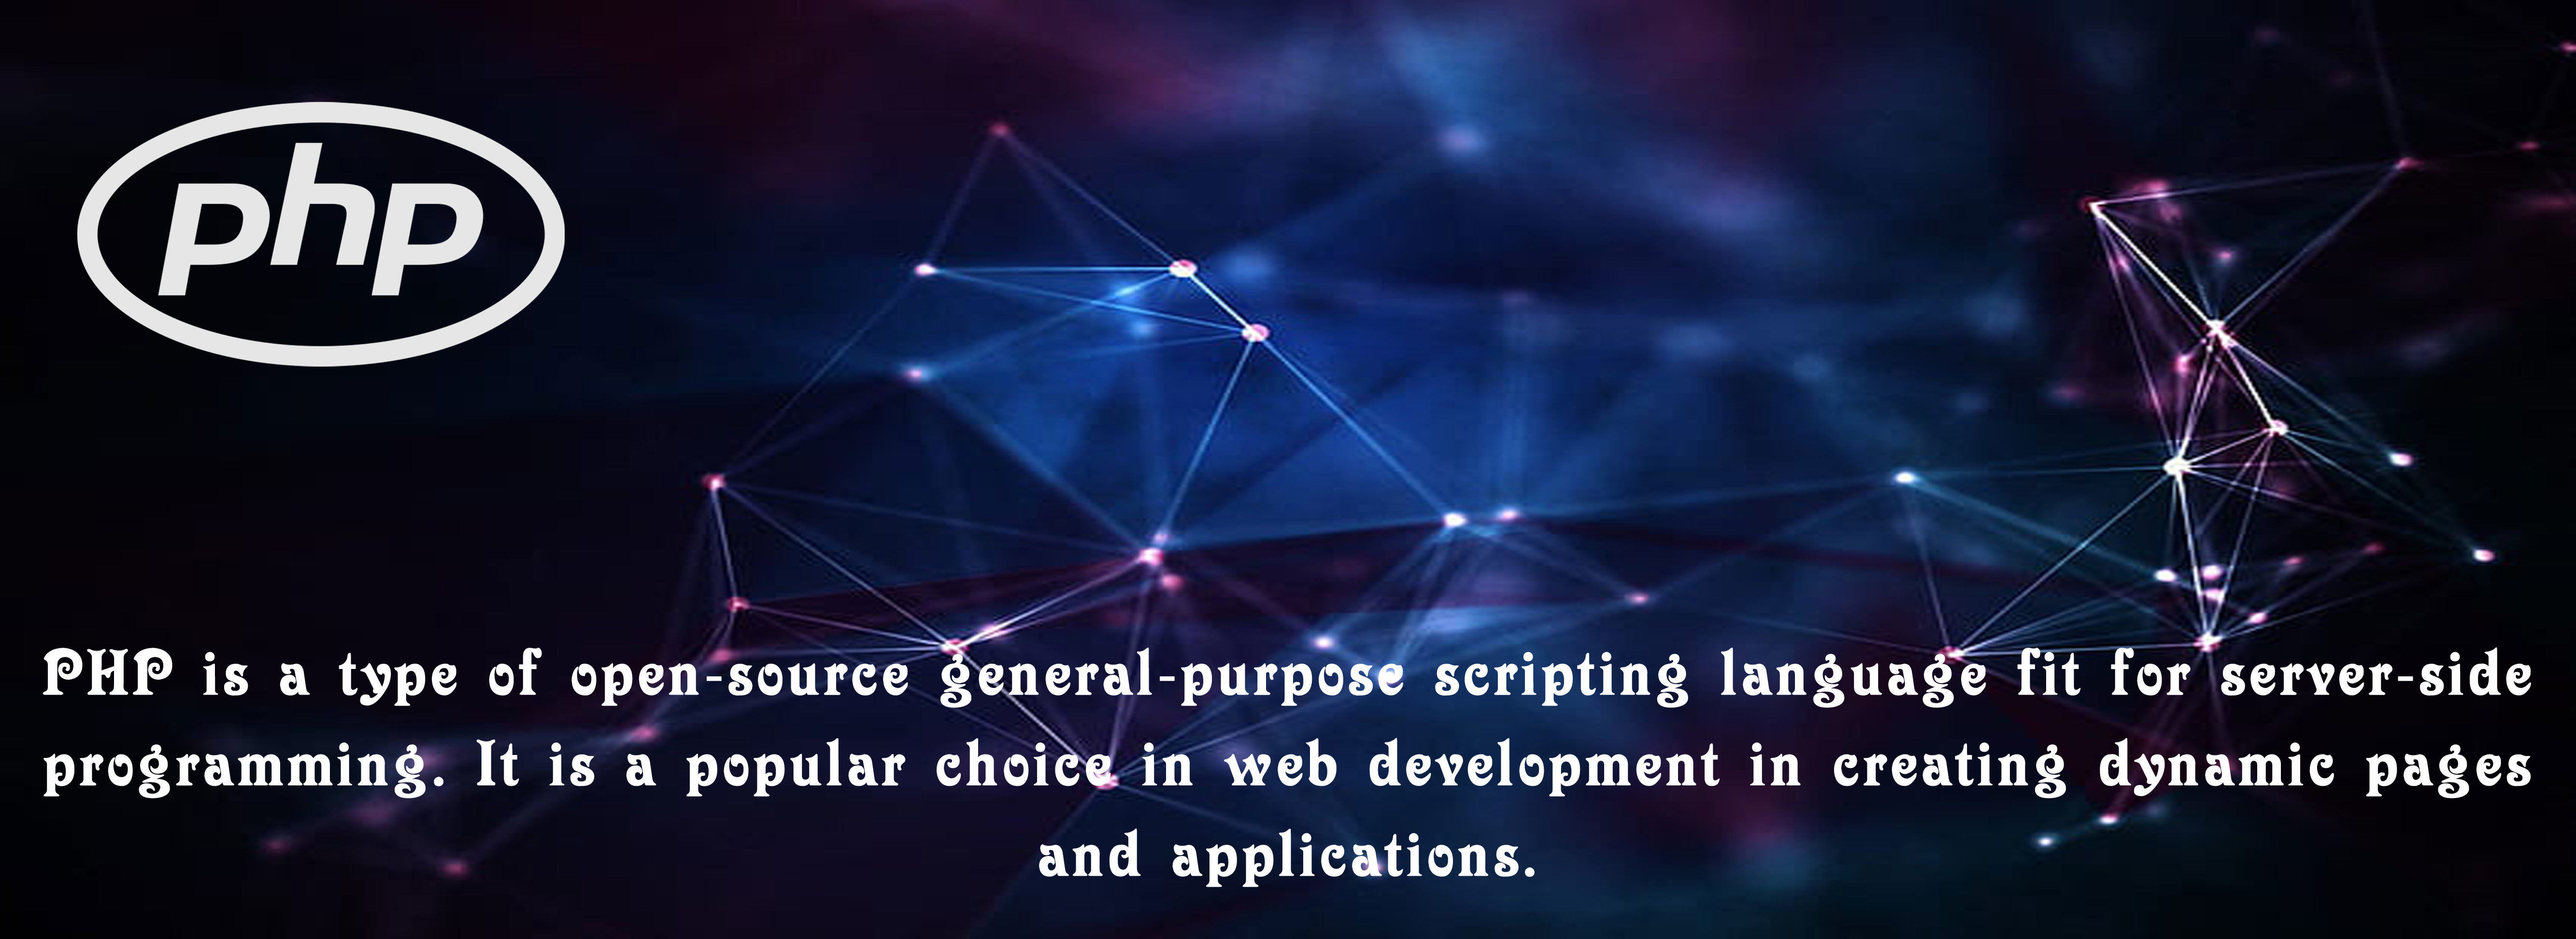 php
PHP is a type of open-source general-purpose scripting language fit for server-side
programming. It is a popular choice in web development in creating dynamic pages
and applications.